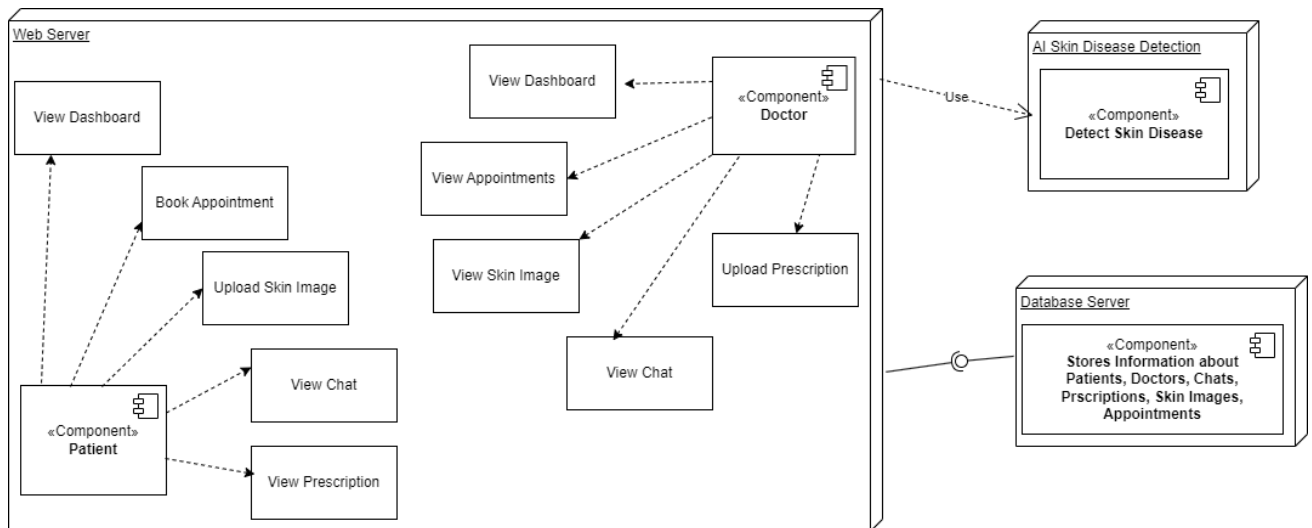 Web Server
View Dashboard
Book Appointment
Upload Skin Image
View Chat
View Prescription
«Component»
Patient
View Dashboard
View Appointments
View Skin Image
View Chat
Upload Prescription
«Component»
Doctor
Use
AI Skin Disease Detection
«Component»
Detect Skin Disease
Database Server
«Component»
Stores Information about
Patients, Doctors, Chats,
Prscriptions, Skin Images,
Appointments